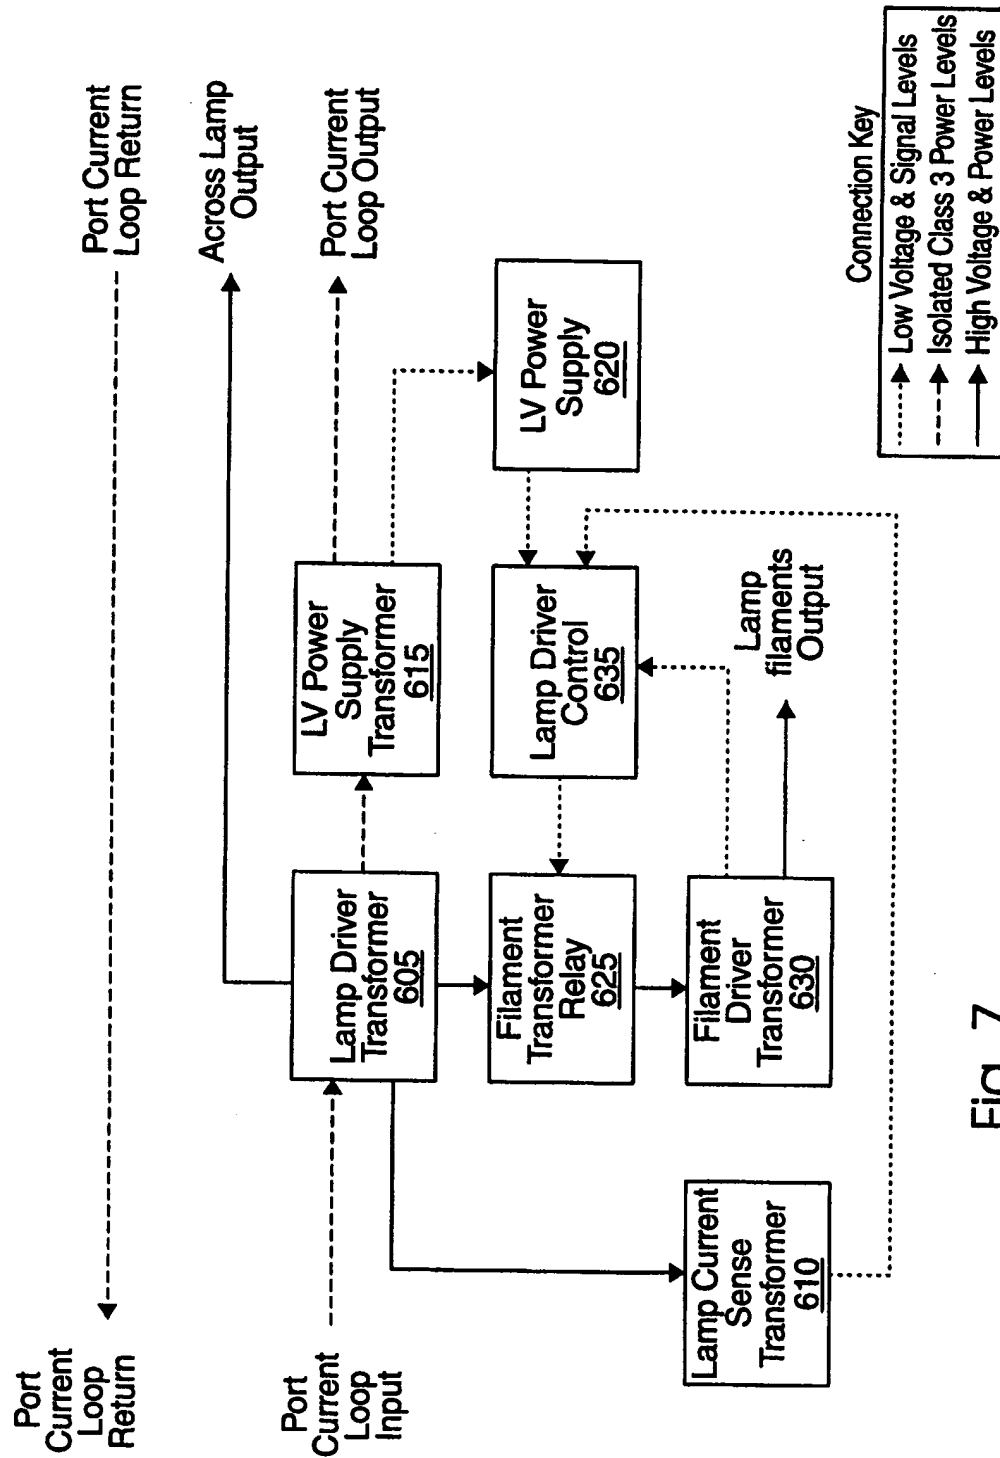 Port
Current
Loop
Return
Port Current
Loop Return
Across Lamp
Output
Port
Current
Loop
Input
Lamp Driver
Transformer
605
LV Power
Supply
Transformer
615
Port Current
Loop Output
Filament
Transformer
Relay
625
Lamp Driver
Control
635
LV Power
Supply
620
Lamp Current
Sense
Transformer
610
Filament
Driver
Transformer
630
Lamp
filaments
Output
Connection Key
Low Voltage & Signal Levels
Isolated Class 3 Power Levels
High Voltage & Power Levels
Fig. 7